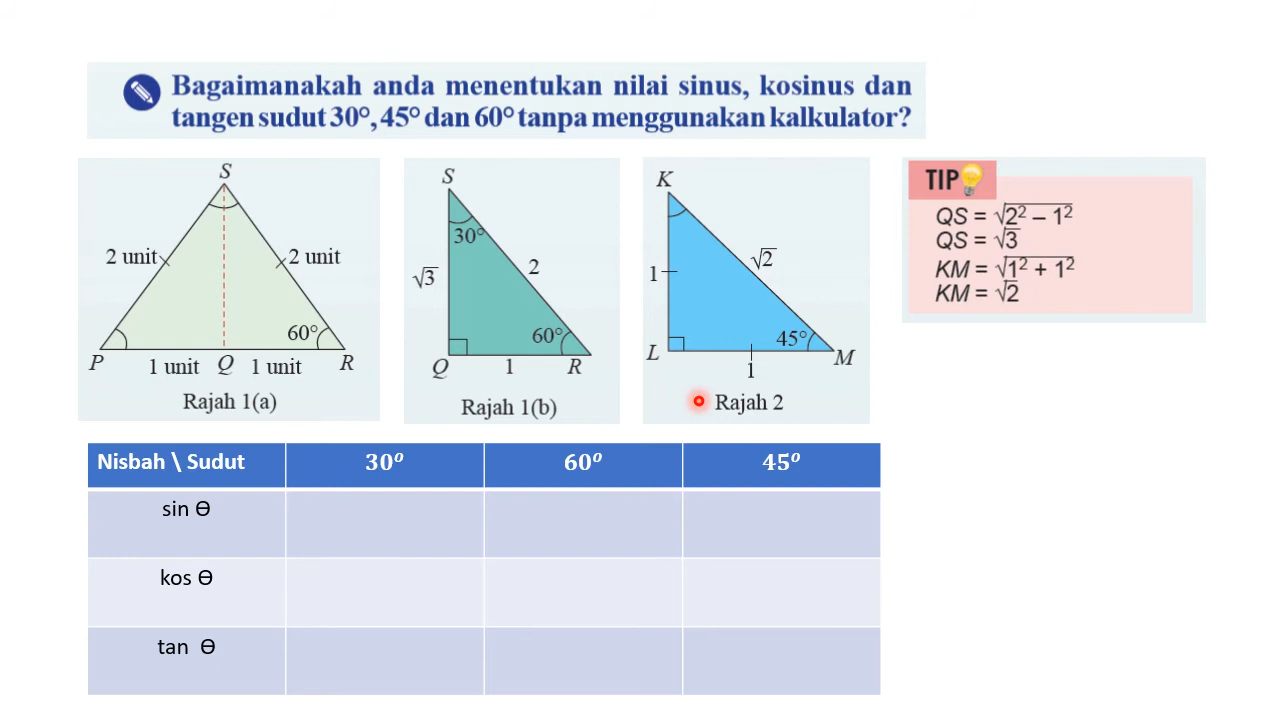 Bagaimanakah anda menentukan nilai sinus, kosinus dan
tangen sudut 30°, 45° dan 60° tanpa menggunakan kalkulator?
S
2 unit
2 unit
60°
P
1 unit
Q
1 unit
R
Rajah 1(a)
S
30°
√3
2
60°
Q
1
R
Rajah 1(b)
K
1
√2
45°
L
1
M
Rajah 2
TIP
QS = √2² – 1²
QS = √3
KM = √1² + 1²
KM = √2
Nisbah \ Sudut 30° 60° 45°
sin Ө
kos Ө
tan Ө